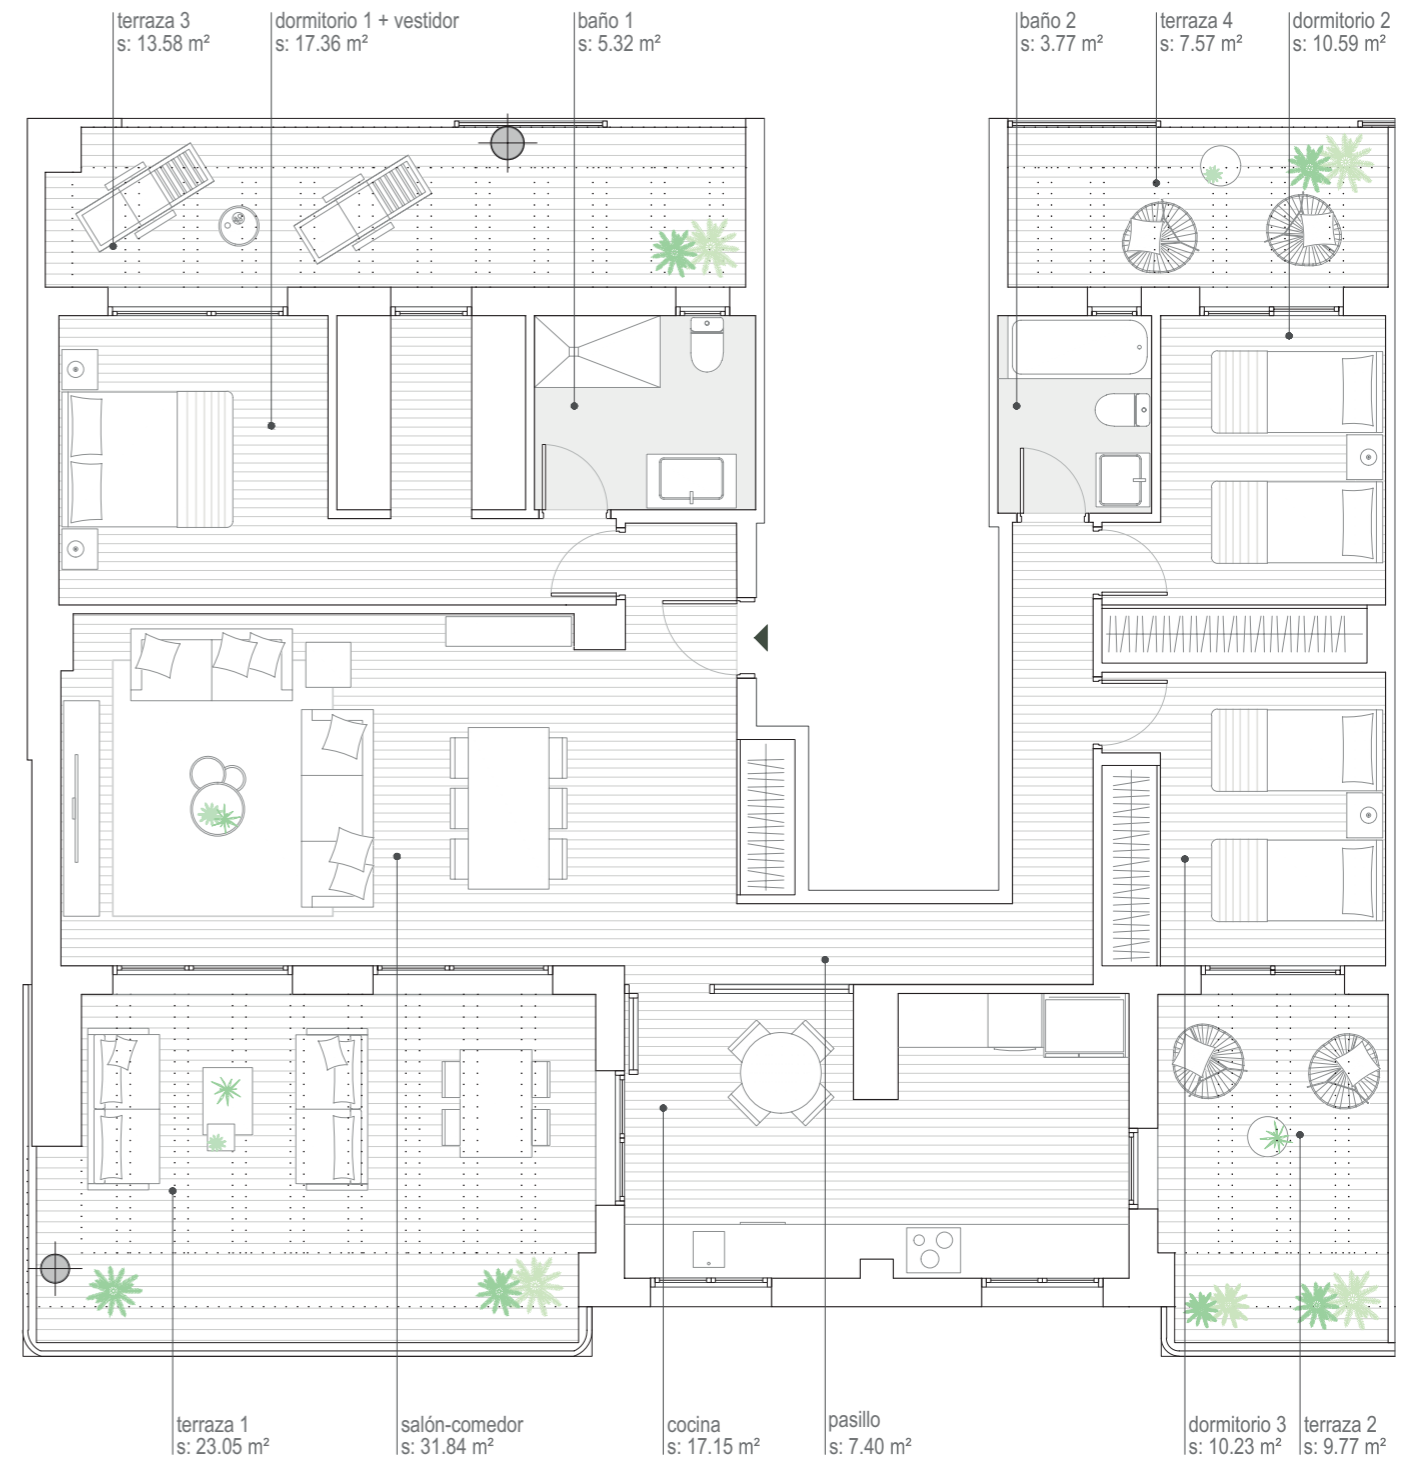 terraza 3
s: 13.58 m²
dormitorio 1 + vestidor
s: 17.36 m²
baño 1
s: 5.32 m²
baño 2
s: 3.77 m²
terraza 4
s: 7.57 m²
dormitorio 2
s: 10.59 m²
terraza 1
s: 23.05 m²
salón-comedor
s: 31.84 m²
cocina
s: 17.15 m²
pasillo
s: 7.40 m²
dormitorio 3
s: 10.23 m²
terraza 2
s: 9.77 m²